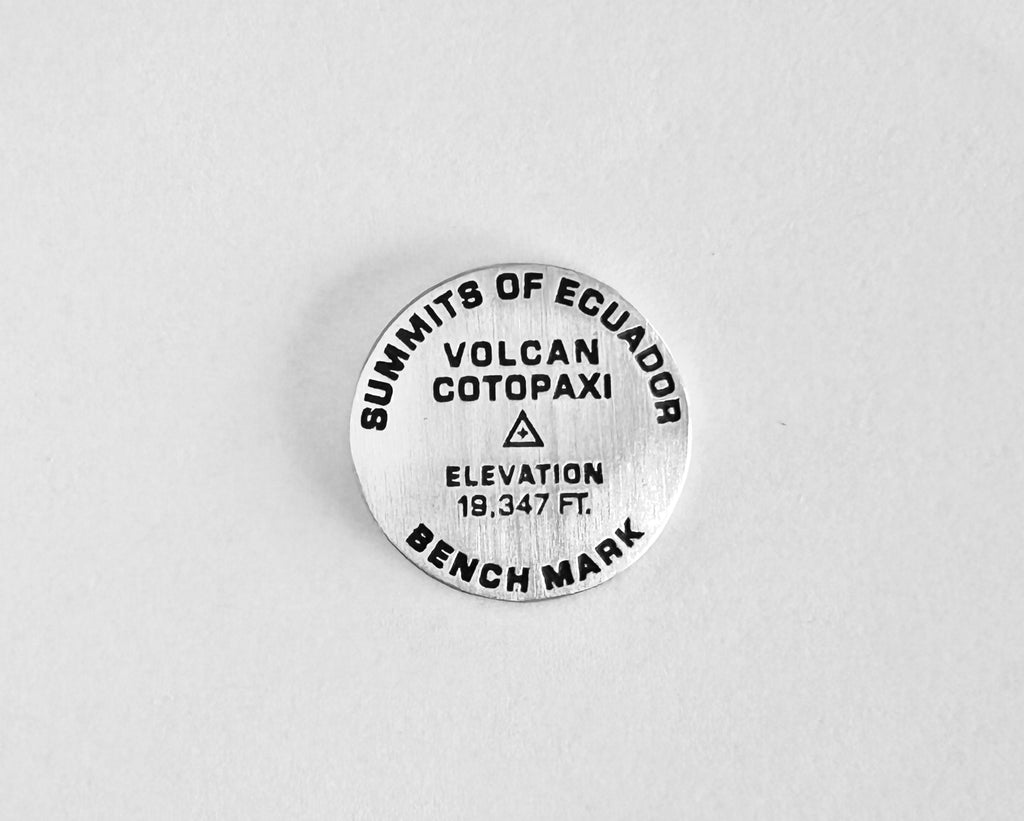 SUMMITS OF ECUADOR
VOLCAN
COTOPAXI
ELEVATION
19,347 FT.
BENCH MARK